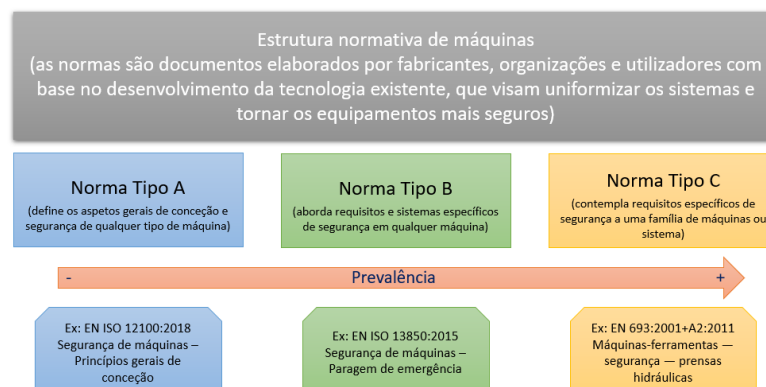 Estrutura normativa de máquinas
(as normas são documentos elaborados por fabricantes, organizações e utilizadores com
base no desenvolvimento da tecnologia existente, que visam uniformizar os sistemas e
tornar os equipamentos mais seguros)
Norma Tipo A
(define os aspetos gerais de conceção e
segurança de qualquer tipo de máquina)
Norma Tipo B
(aborda requisitos e sistemas específicos
de segurança em qualquer máquina)
Norma Tipo C
(contempla requisitos específicos de
segurança a uma família de máquinas ou
sistema)
- Prevalência +
Ex: EN ISO 12100:2018
Segurança de máquinas –
Princípios gerais de
conceção
Ex: EN ISO 13850:2015
Segurança de máquinas –
Paragem de emergência
Ex: EN 693:2001+A2:2011
Máquinas-ferramentas —
segurança — prensas
hidráulicas